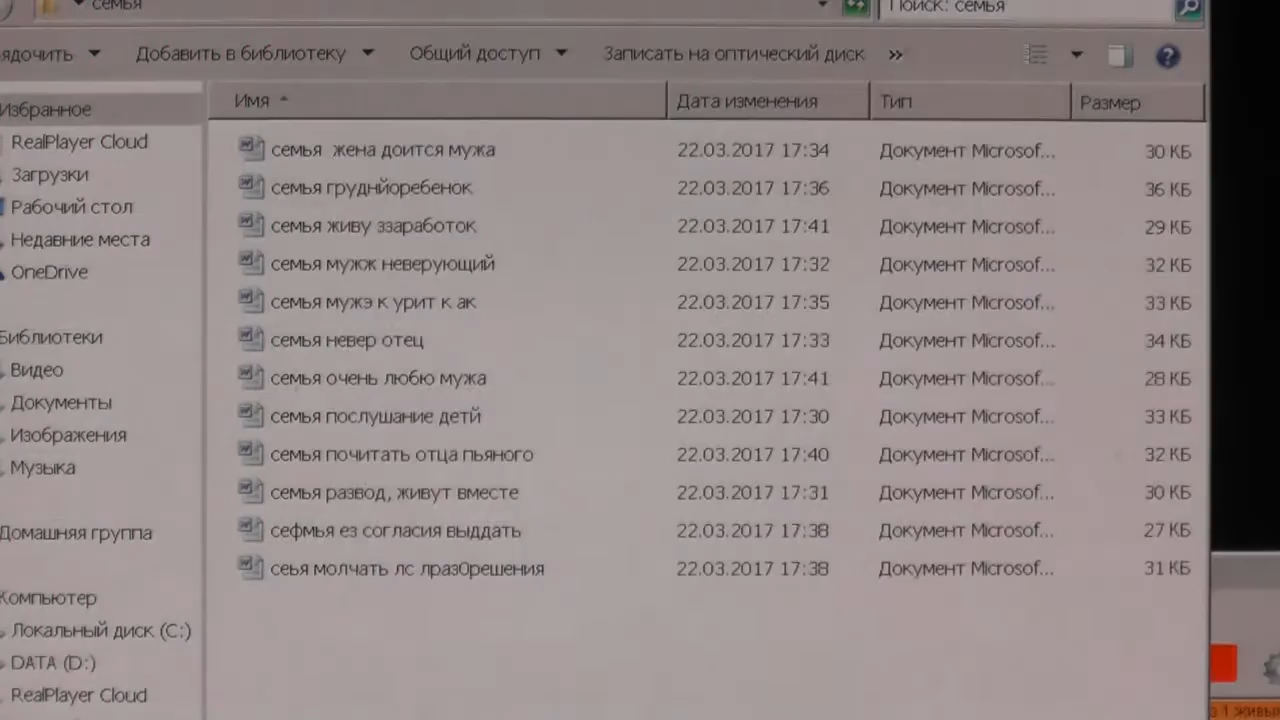 семья
Поиск: семья
ядочить Добавить в библиотеку Общий доступ Записать на оптический диск »
Избранное
RealPlayer Cloud
Загрузки
Рабочий стол
Недавние места
OneDrive
Библиотеки
Видео
Документы
Изображения
Музыка
Домашняя группа
Компьютер
Локальный диск (C:)
DATA (D:)
RealPlayer Cloud
Имя Дата изменения Тип Размер
семья жена доится мужа 22.03.2017 17:34 Документ Microsof... 30 КБ
семья груднйоребенок 22.03.2017 17:36 Документ Microsof... 36 КБ
семья живу ззаработок 22.03.2017 17:41 Документ Microsof... 29 КБ
семья мужж неверующий 22.03.2017 17:32 Документ Microsof... 32 КБ
семья мужэ к урит к ак 22.03.2017 17:35 Документ Microsof... 33 КБ
семья невер отец 22.03.2017 17:33 Документ Microsof... 34 КБ
семья очень любю мужа 22.03.2017 17:41 Документ Microsof... 28 КБ
семья послушание детй 22.03.2017 17:30 Документ Microsof... 33 КБ
семья почитать отца пьяного 22.03.2017 17:40 Документ Microsof... 32 КБ
семья развод, живут вместе 22.03.2017 17:31 Документ Microsof... 30 КБ
сефмья ез согласия выддать 22.03.2017 17:38 Документ Microsof... 27 КБ
сеья молчать лс лраз0решения 22.03.2017 17:38 Документ Microsof... 31 КБ